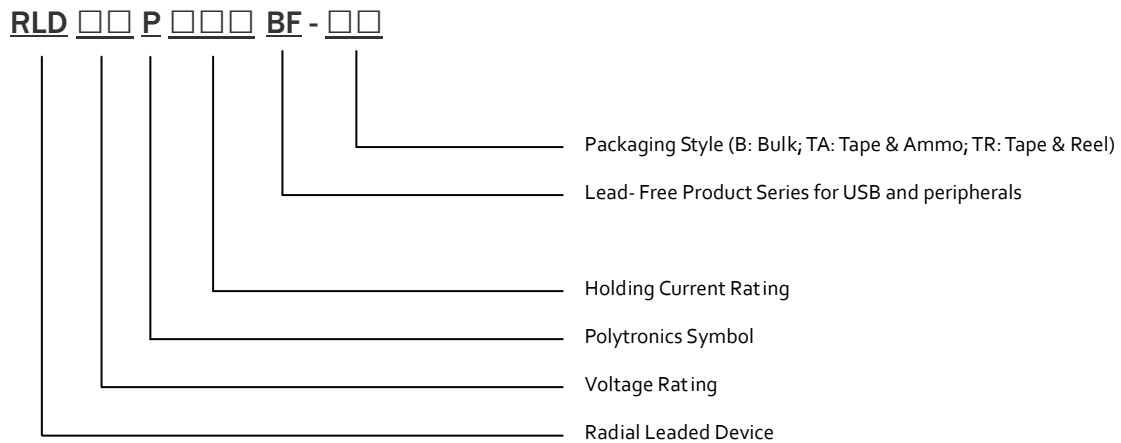 RLD □□ P □□□ BF - □□
Packaging Style (B: Bulk; TA: Tape & Ammo; TR: Tape & Reel)
Lead- Free Product Series for USB and peripherals
Holding Current Rating
Polytronics Symbol
Voltage Rating
Radial Leaded Device